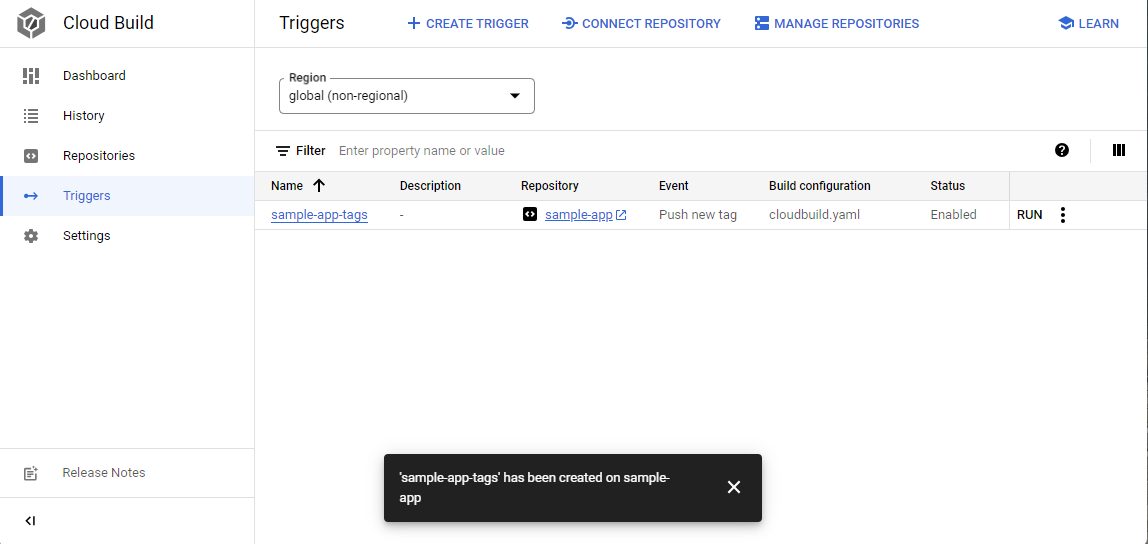 Cloud Build
Triggers
CREATE TRIGGER
CONNECT REPOSITORY
MANAGE REPOSITORIES
LEARN
Dashboard
History
Repositories
Triggers
Settings
Release Notes
Region
global (non-regional)
Filter Enter property name or value
Name Description Repository Event Build configuration Status
sample-app-tags - sample-app Push new tag cloudbuild.yaml Enabled RUN
'sample-app-tags' has been created on sample-
app